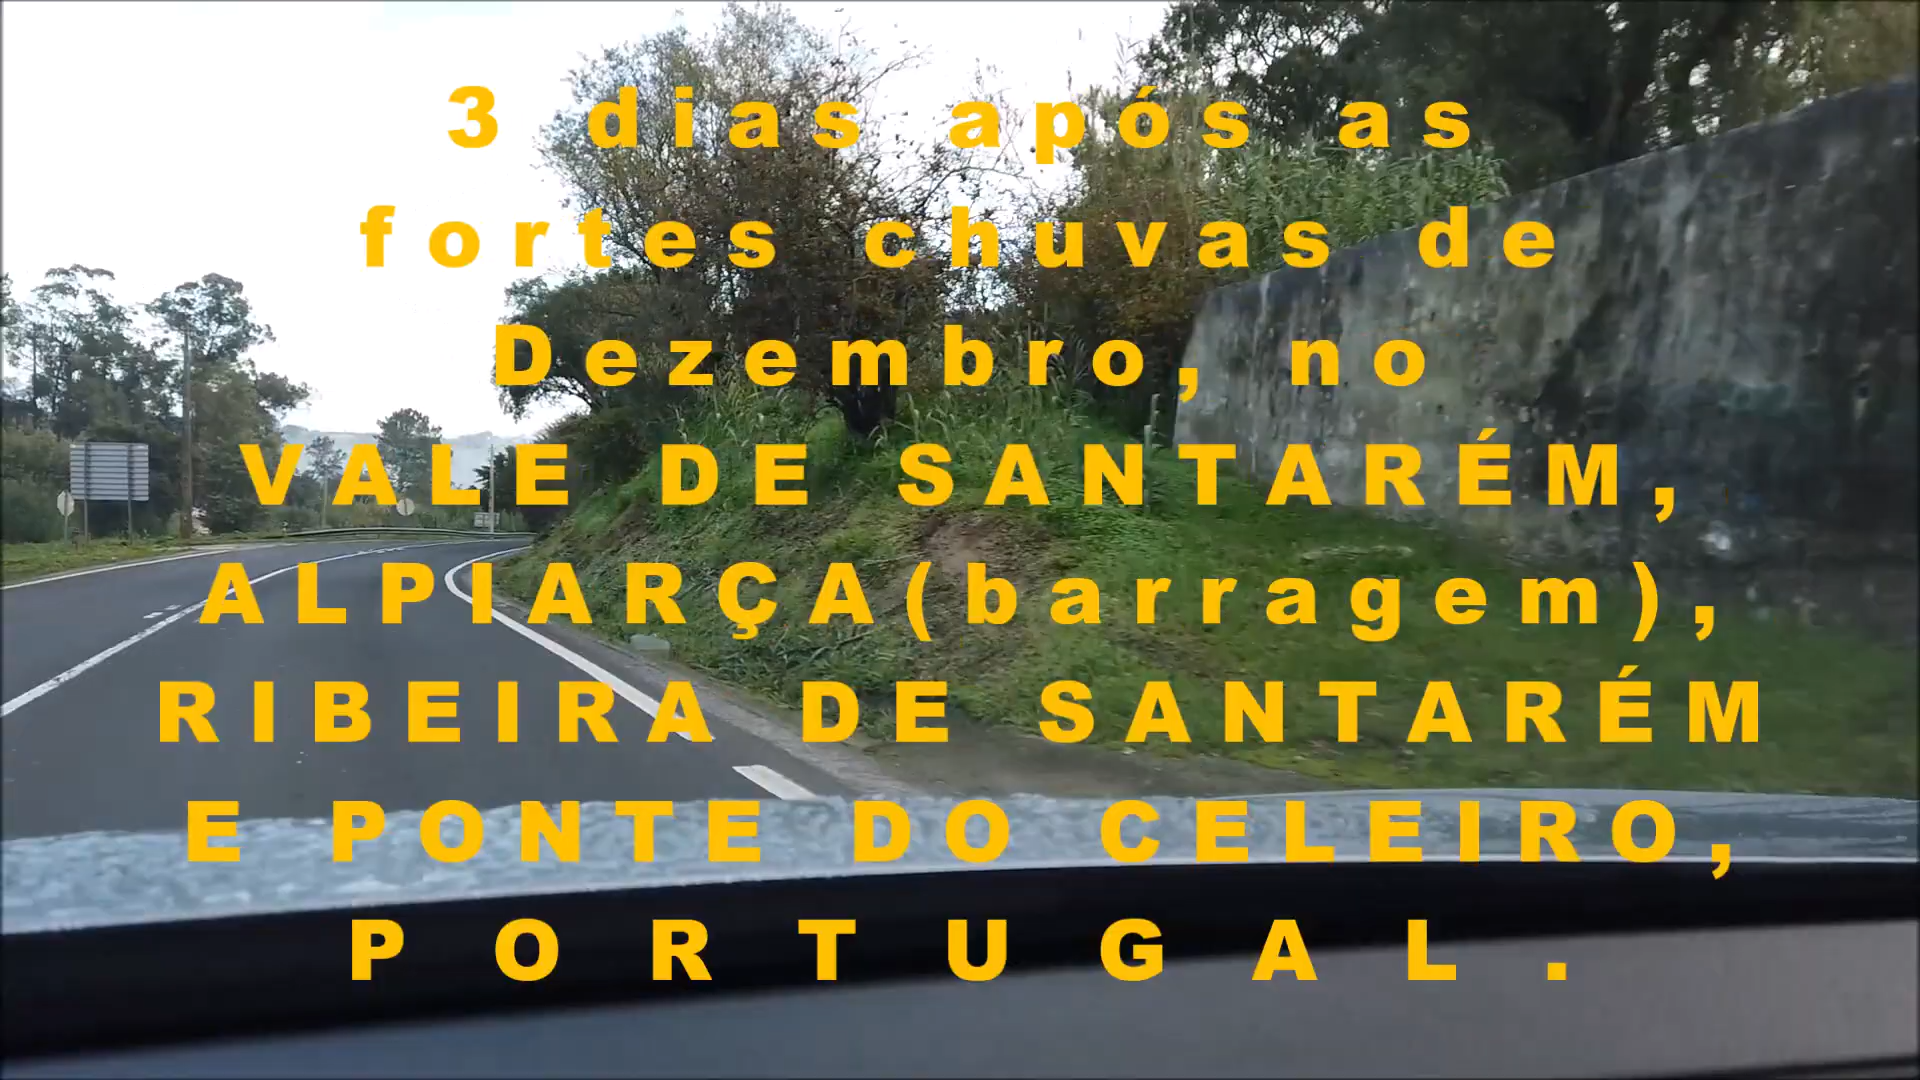 3 dias após as
fortes chuvas de
Dezembro, no
VALE DE SANTARÉM,
ALPIARÇA(barragem),
RIBEIRA DE SANTARÉM
E PONTE DO CELEIRO,
PORTUGAL.